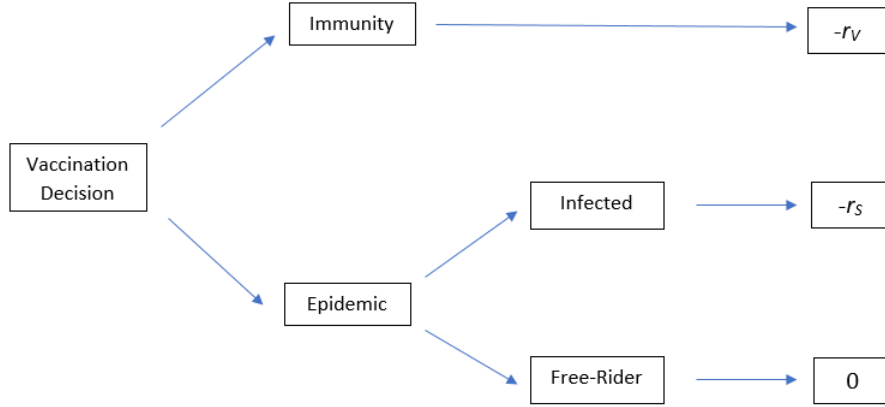 Immunity
-rV
Vaccination
Decision
Infected
-rS
Epidemic
Free-Rider
0